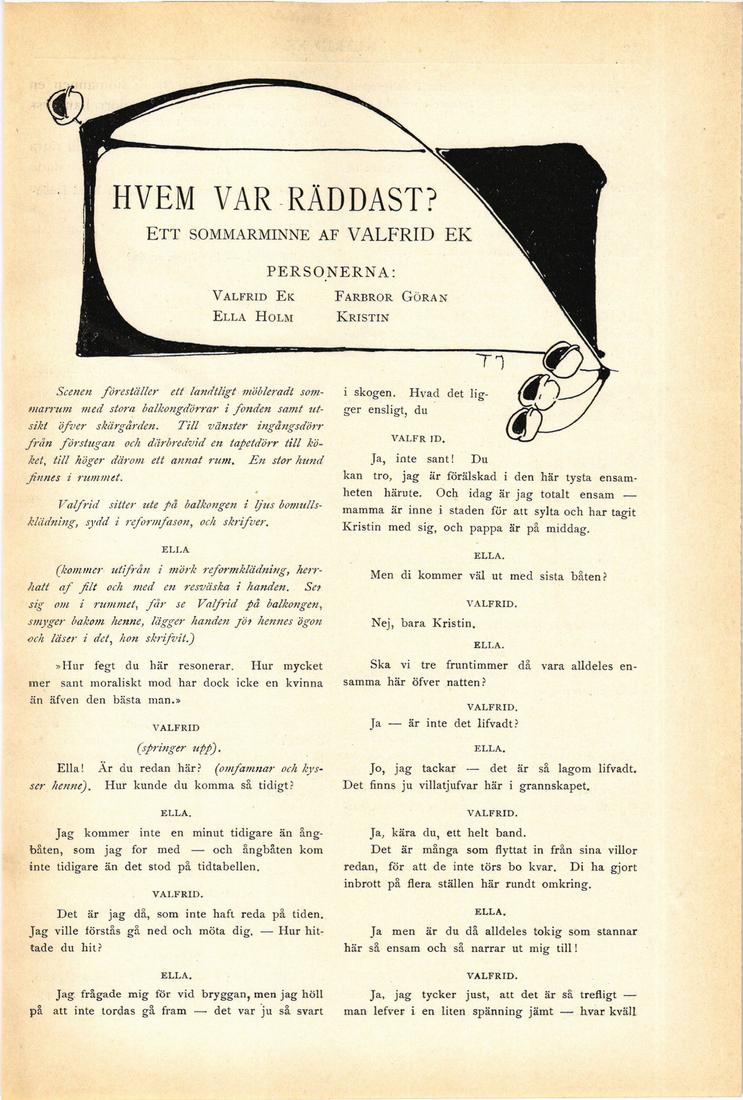 HVEM VAR RÄDDAST?
ETT SOMMARMINNE AF VALFRID EK
PERSONERNA:
VALFRID EK FARBROR GÖRAN
ELLA HOLM KRISTIN
TJ
Scenen föreställer ett landtligt möbleradt som-
marrum med stora balkongdörrar i fonden samt ut-
sikt öfver skärgården. Till vänster ingångsdörr
från förstugan och därbredvid en tapetdörr till kö-
ket, till höger därom ett annat rum. En stor hund
finnes i rummet.
Valfrid sitter ute på balkongen i ljus bomulls-
klädning, sydd i reformfason, och skrifver.
ELLA
(kommer utifrån i mörk reformklädning, herr-
hatt af filt och med en resväska i handen. Ser
sig om i rummet, får se Valfrid på balkongen,
smyger bakom henne, lägger handen för hennes ögon
och läser i det, hon skrifvit.)
»Hur fegt du här resonerar. Hur mycket
mer sant moraliskt mod har dock icke en kvinna
än äfven den bästa man.»
VALFRID
(springer upp).
Ella! Är du redan här? (omfamnar och kys-
ser henne). Hur kunde du komma så tidigt?
ELLA.
Jag kommer inte en minut tidigare än ång-
båten, som jag for med — och ångbåten kom
inte tidigare än det stod på tidtabellen.
VALFRID.
Det är jag då, som inte haft reda på tiden.
Jag ville förstås gå ned och möta dig. — Hur hit-
tade du hit?
ELLA.
Jag frågade mig för vid bryggan, men jag höll
på att inte tordas gå fram — det var ju så svart
i skogen. Hvad det lig-
ger ensligt, du
VALFR ID.
Ja, inte sant! Du
kan tro, jag är förälskad i den här tysta ensam-
heten härute. Och idag är jag totalt ensam —
mamma är inne i staden för att sylta och har tagit
Kristin med sig, och pappa är på middag.
ELLA.
Men di kommer väl ut med sista båten?
VALFRID.
Nej, bara Kristin.
ELLA.
Ska vi tre fruntimmer då vara alldeles en-
samma här öfver natten?
VALFRID.
Ja — är inte det lifvadt?
ELLA.
Jo, jag tackar — det är så lagom lifvadt.
Det finns ju villatjufvar här i grannskapet.
VALFRID.
Ja, kära du, ett helt band.
Det är många som flyttat in från sina villor
redan, för att de inte törs bo kvar. Di ha gjort
inbrott på flera ställen här rundt omkring.
ELLA.
Ja men är du då alldeles tokig som stannar
här så ensam och så narrar ut mig till!
VALFRID.
Ja, jag tycker just, att det är så trefligt —
man lefver i en liten spänning jämt — hvar kväll